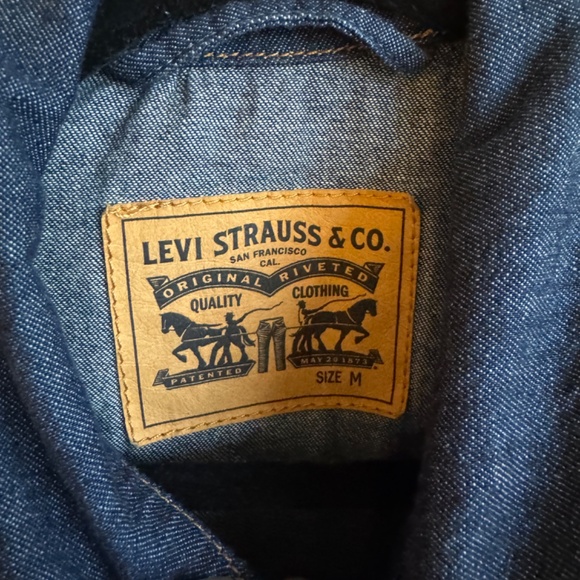 LEVI STRAUSS & CO.
SAN FRANCISCO
CAL.
ORIGINAL RIVETED
QUALITY CLOTHING
PATENTED MAY 20 1873
SIZE M